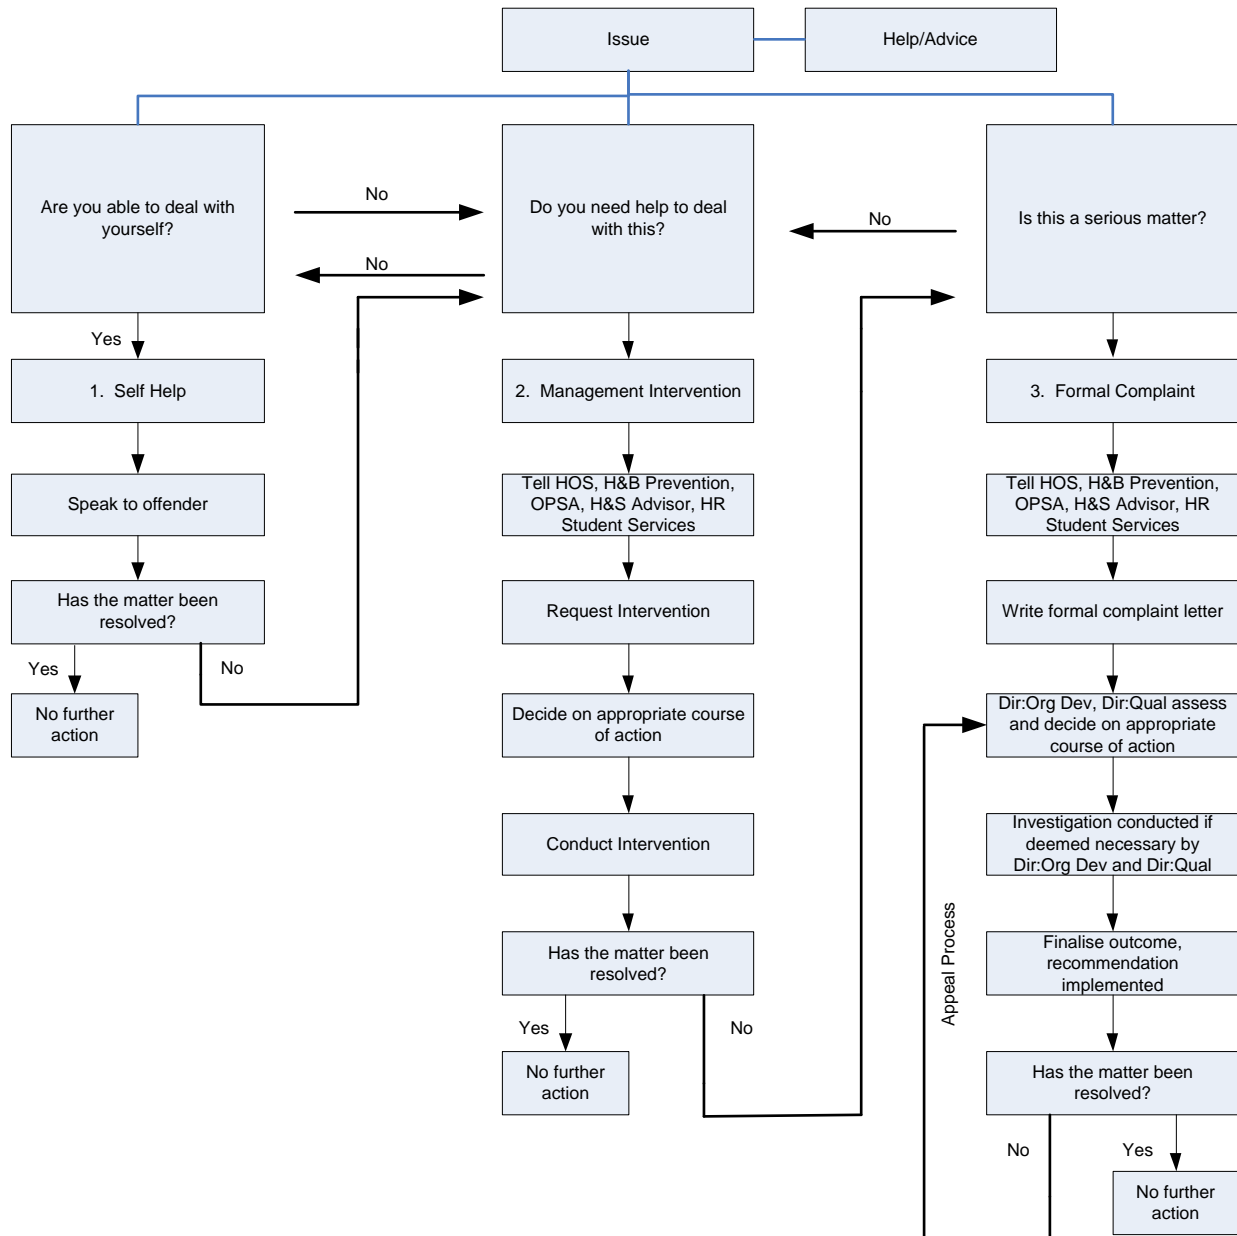 Issue
Help/Advice
Are you able to deal with
yourself?
No
No
Do you need help to deal
with this?
No
Is this a serious matter?
Yes
1.  Self Help
2.  Management Intervention
3.  Formal Complaint
Speak to offender
Tell HOS, H&B Prevention,
OPSA, H&S Advisor, HR
Student Services
Tell HOS, H&B Prevention,
OPSA, H&S Advisor, HR
Student Services
Has the matter been
resolved?
Request Intervention
Write formal complaint letter
Yes
No
No further
action
Decide on appropriate course
of action
Dir:Org Dev, Dir:Qual assess
and decide on appropriate
course of action
Conduct Intervention
Investigation conducted if
deemed necessary by
Dir:Org Dev and Dir:Qual
Appeal Process
Has the matter been
resolved?
Finalise outcome,
recommendation
implemented
Yes
No
No further
action
Has the matter been
resolved?
No
Yes
No further
action